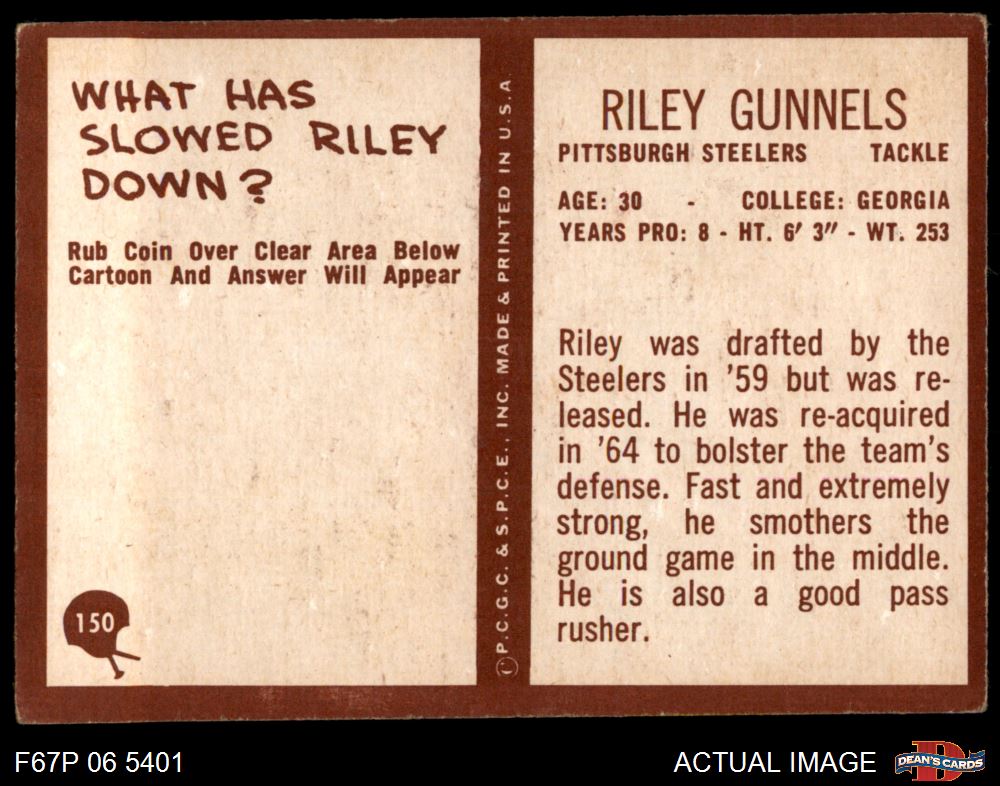 WHAT HAS
SLOWED RILEY
DOWN?
Rub Coin Over Clear Area Below
Cartoon And Answer Will Appear
150
©P.C.G.C. & S.P.C.E., INC. MADE & PRINTED IN U.S.A
RILEY GUNNELS
PITTSBURGH STEELERS TACKLE
AGE: 30 - COLLEGE: GEORGIA
YEARS PRO: 8 - HT. 6' 3" - WT. 253
Riley was drafted by the
Steelers in '59 but was re-
leased. He was re-acquired
in '64 to bolster the team's
defense. Fast and extremely
strong, he smothers the
ground game in the middle.
He is also a good pass
rusher.
F67P 06 5401
ACTUAL IMAGE
D
DEAN'S CARDS